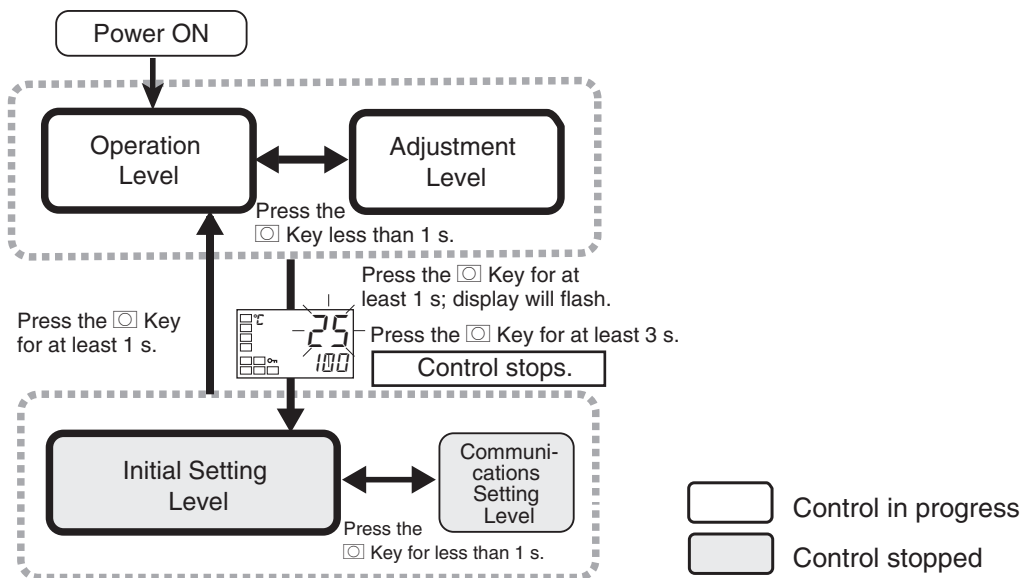 Power ON
Operation
Level
Adjustment
Level
Press the
Key less than 1 s.
Press the Key for at
least 1 s; display will flash.
Press the Key
for at least 1 s.
°C
25
100
Press the Key for at least 3 s.
Control stops.
Initial Setting
Level
Communi-
cations
Setting
Level
Press the
Key for less than 1 s.
Control in progress
Control stopped